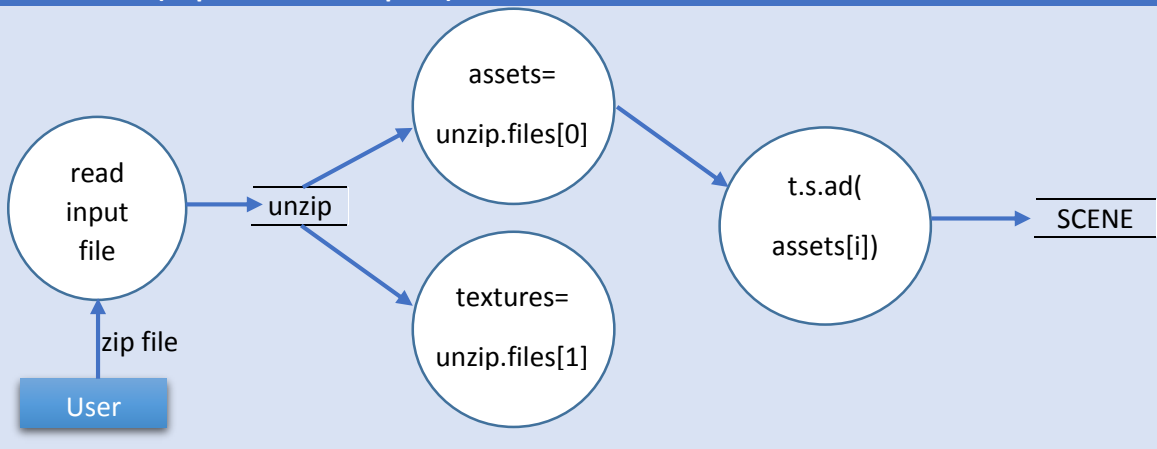 read
input
file
zip file
User
unzip
assets=
unzip.files[0]
textures=
unzip.files[1]
t.s.ad(
assets[i])
SCENE